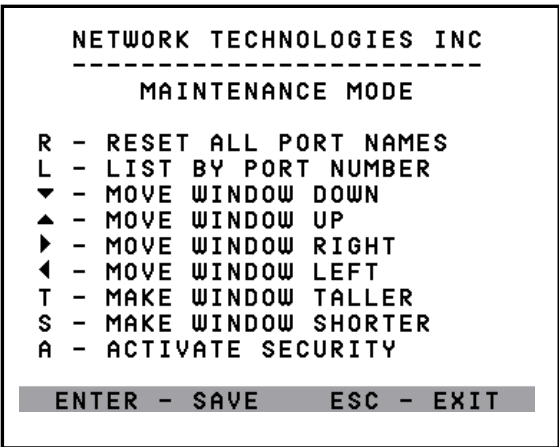 NETWORK TECHNOLOGIES INC
-------------------------
MAINTENANCE MODE
R - RESET ALL PORT NAMES
L - LIST BY PORT NUMBER
▼ - MOVE WINDOW DOWN
▲ - MOVE WINDOW UP
▶ - MOVE WINDOW RIGHT
◀ - MOVE WINDOW LEFT
T - MAKE WINDOW TALLER
S - MAKE WINDOW SHORTER
A - ACTIVATE SECURITY
ENTER - SAVE ESC - EXIT